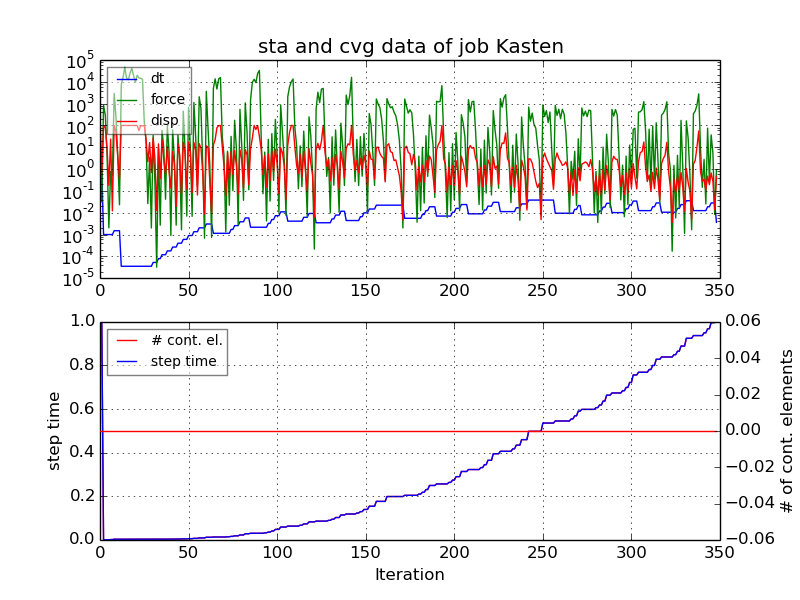 sta and cvg data of job Kasten
10^5
10^4
10^3
10^2
10^1
10^0
10^-1
10^-2
10^-3
10^-4
10^-5
dt
force
disp
0 50 100 150 200 250 300 350
1.0
0.8
0.6
0.4
0.2
0.0
step time
# cont. el.
step time
0.06
0.04
0.02
0.00
−0.02
−0.04
−0.06
# of cont. elements
0 50 100 150 200 250 300 350
Iteration